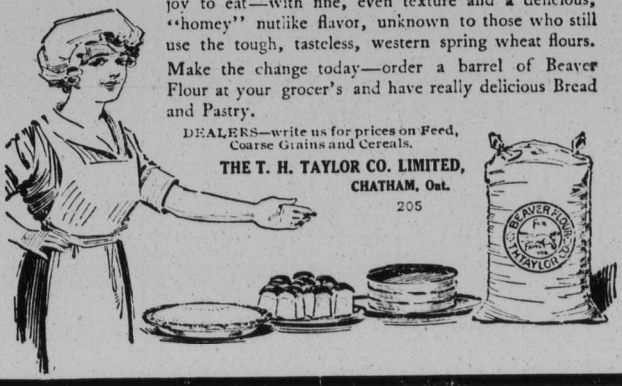 joy to eat—with fine, even texture and a delicious,
"homey" nutlike flavor, unknown to those who still
use the tough, tasteless, western spring wheat flours.
Make the change today—order a barrel of Beaver
Flour at your grocer's and have really delicious Bread
and Pastry.
DEALERS—write us for prices on Feed,
Coarse Grains and Cereals.
THE T. H. TAYLOR CO. LIMITED,
CHATHAM, Ont.
205
BEAVER FLOUR
T.H.TAYLOR CO.